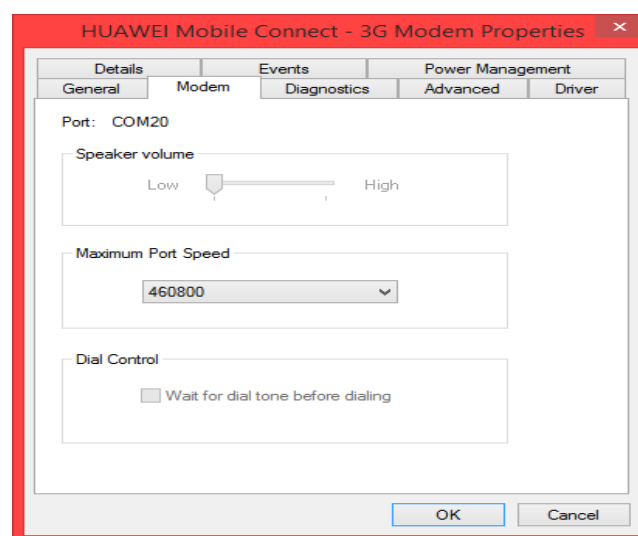 HUAWEI Mobile Connect - 3G Modem Properties
Details Events Power Management
General Modem Diagnostics Advanced Driver
Port: COM20
Speaker volume
Low High
Maximum Port Speed
460800
Dial Control
Wait for dial tone before dialing
OK Cancel